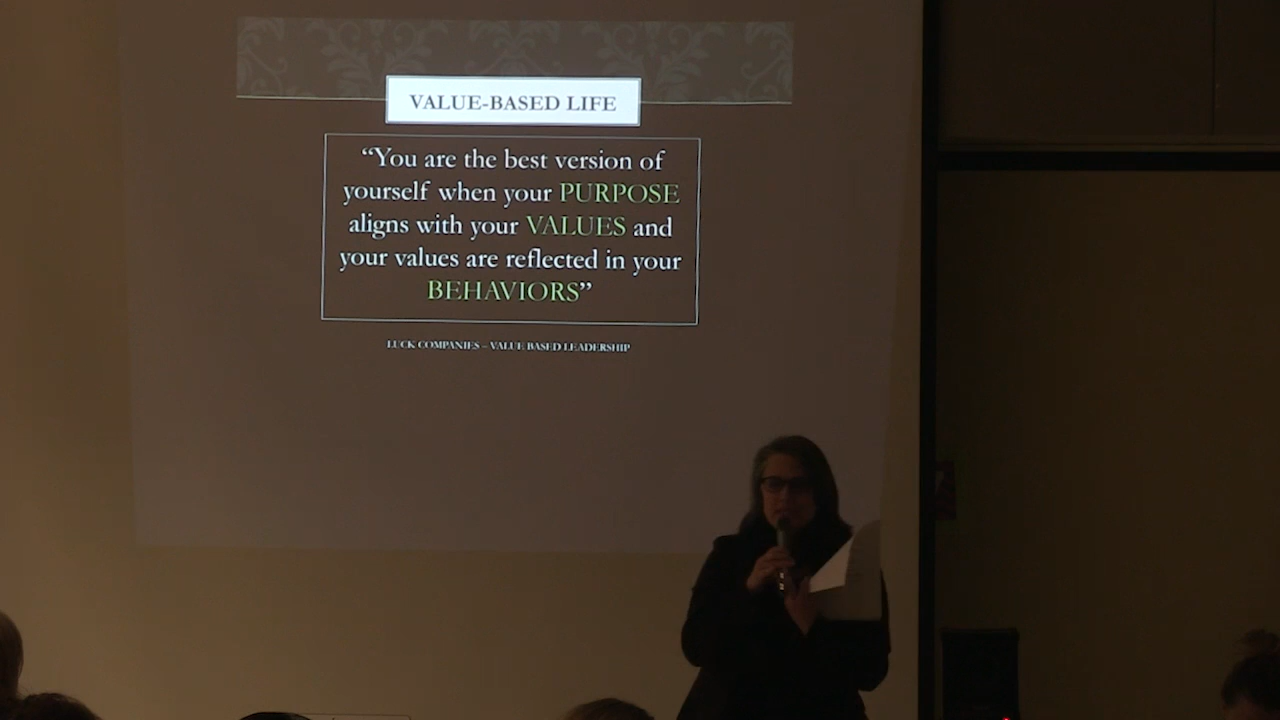 VALUE-BASED LIFE
“You are the best version of
yourself when your PURPOSE
aligns with your VALUES and
your values are reflected in your
BEHAVIORS”
LUCK COMPANIES – VALUE BASED LEADERSHIP